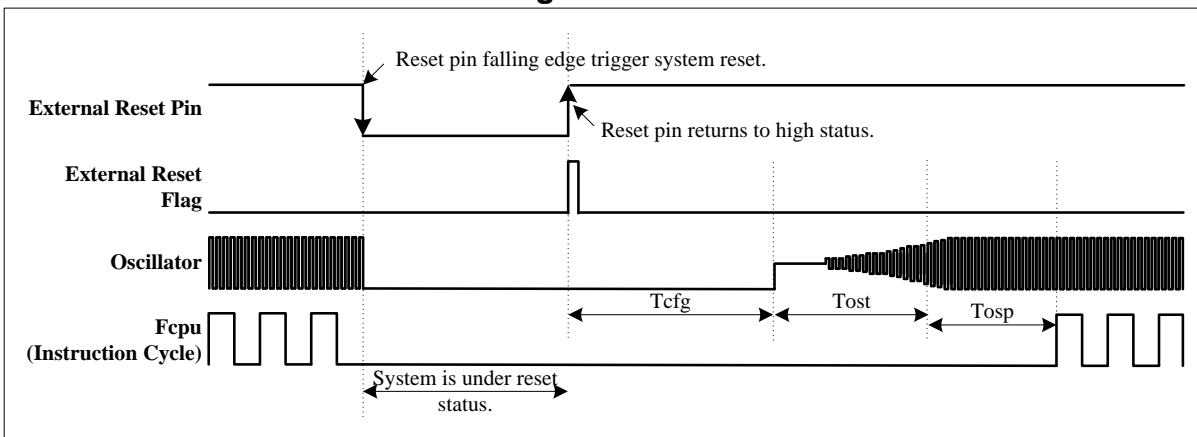 Reset pin falling edge trigger system reset.
External Reset Pin
Reset pin returns to high status.
External Reset
Flag
Oscillator
Tcfg
Tost
Tosp
Fcpu
(Instruction Cycle)
System is under reset
status.